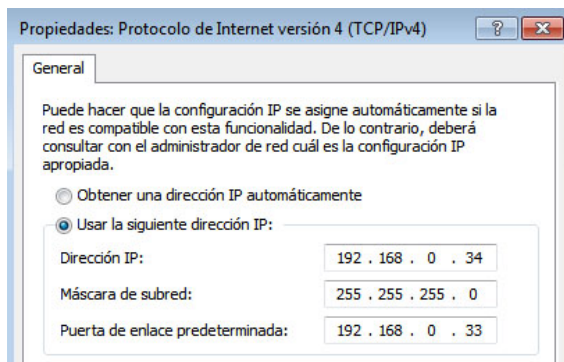 Propiedades: Protocolo de Internet versión 4 (TCP/IPv4)
General
Puede hacer que la configuración IP se asigne automáticamente si la
red es compatible con esta funcionalidad. De lo contrario, deberá
consultar con el administrador de red cuál es la configuración IP
apropiada.
Obtener una dirección IP automáticamente
Usar la siguiente dirección IP:
Dirección IP: 192 . 168 . 0 . 34
Máscara de subred: 255 . 255 . 255 . 0
Puerta de enlace predeterminada: 192 . 168 . 0 . 33